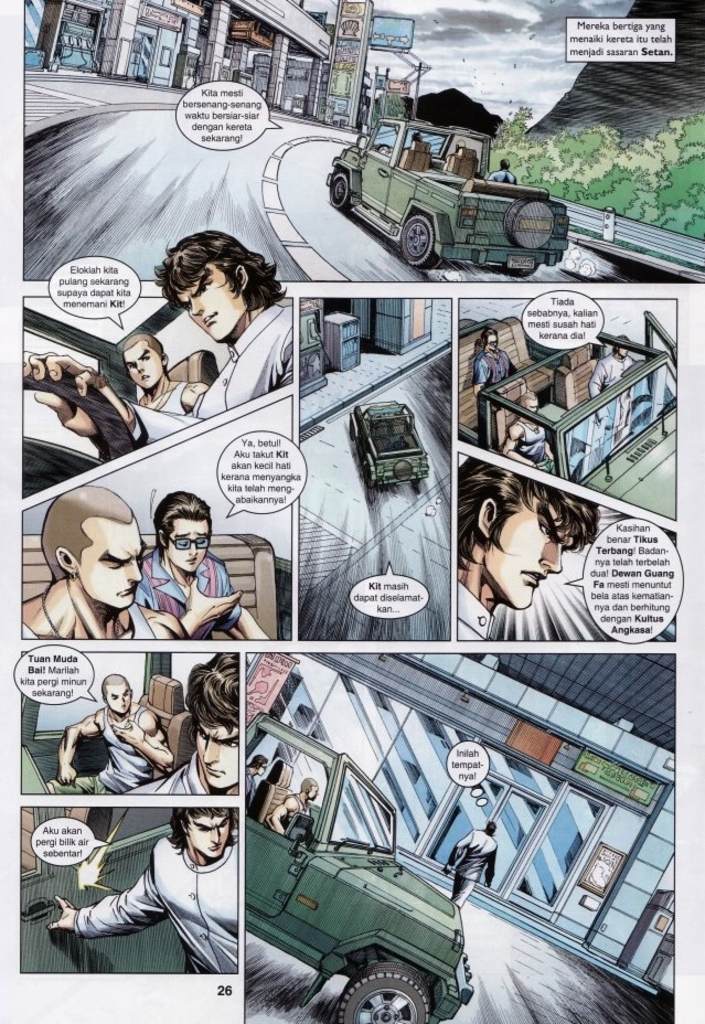 Mereka bertiga yang
menaiki kereta itu telah
menjadi sasaran Setan.
Kita mesti
bersenang-senang
waktu bersiar-siar
dengan kereta
sekarang!
Eloklah kita
pulang sekarang
supaya dapat kita
menemani Kit!
Ya, betul!
Aku takut Kit
akan kecil hati
kerana menyangka
kita telah meng-
abaikannya!
Kit masih
dapat diselamat-
kan...
Tiada
sebabnya, kalian
mesti susah hati
kerana dia!
Kasihan
benar Tikus
Terbang! Badan-
nya telah terbelah
dua! Dewan Guang
Fa mesti menuntut
bela atas kematian-
nya dan berhitung
dengan Kultus
Angkasa!
Tuan Muda
Bai! Marilah
kita pergi minum
sekarang!
Aku akan
pergi bilik air
sebentar!
Inilah
tempat-
nya!
26